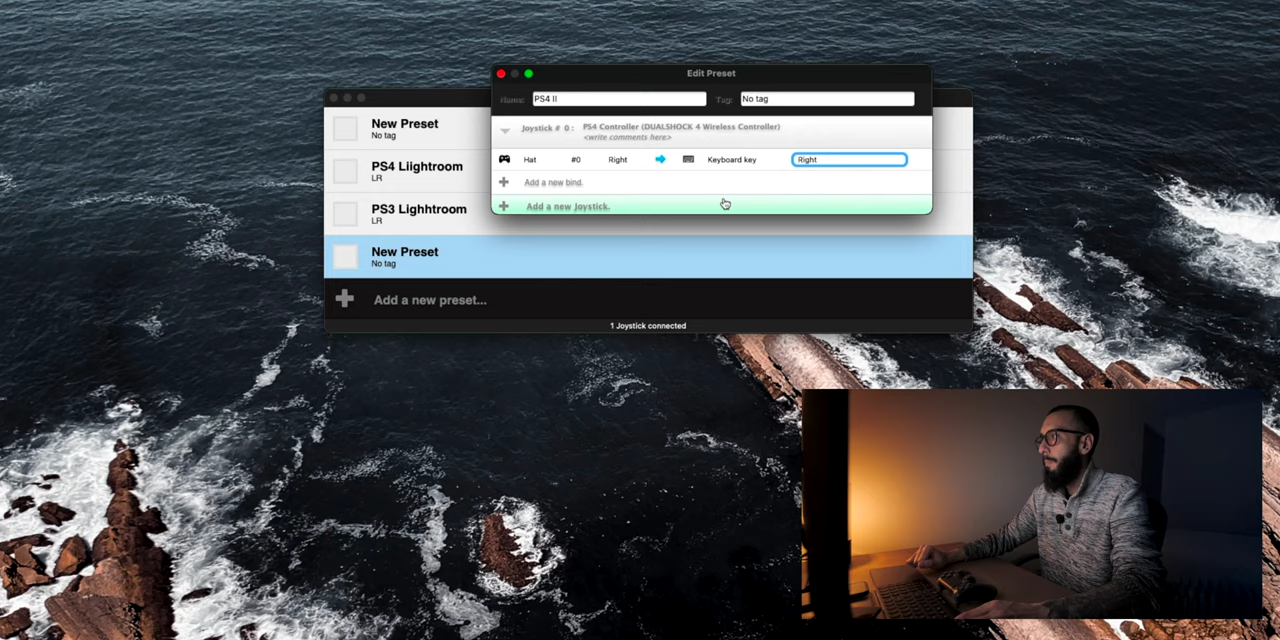 Edit Preset
Name: PS4 II Tag: No tag
Joystick # 0 : PS4 Controller (DUALSHOCK 4 Wireless Controller)
<write comments here>
Hat #0 Right Keyboard key Right
Add a new bind.
Add a new Joystick.
New Preset
No tag
PS4 Liightroom
LR
PS3 Lighhtroom
LR
New Preset
No tag
Add a new preset...
1 Joystick connected